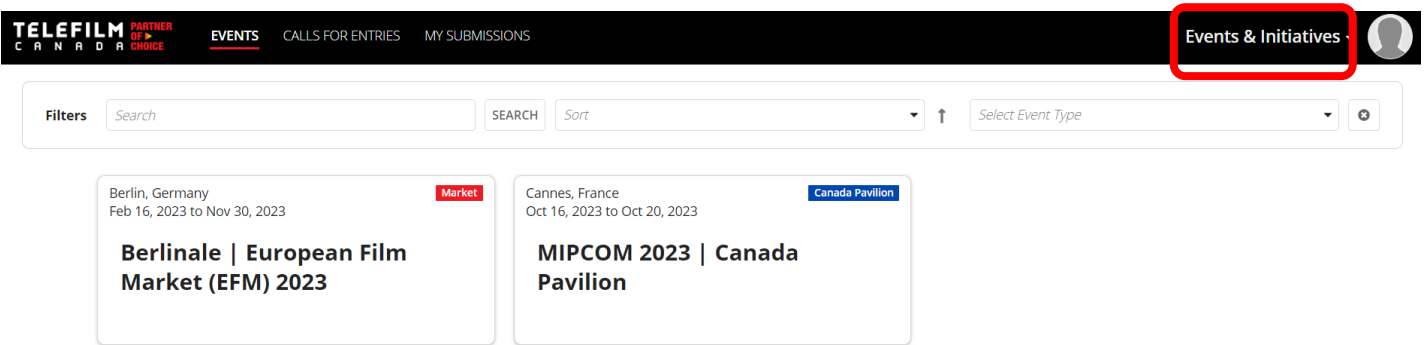 TELEFILM PARTNER
OF
CANADA CHOICE
EVENTS CALLS FOR ENTRIES MY SUBMISSIONS
Events & Initiatives
Filters Search SEARCH Sort Select Event Type
Berlin, Germany Market
Feb 16, 2023 to Nov 30, 2023
Berlinale | European Film
Market (EFM) 2023
Cannes, France Canada Pavilion
Oct 16, 2023 to Oct 20, 2023
MIPCOM 2023 | Canada
Pavilion